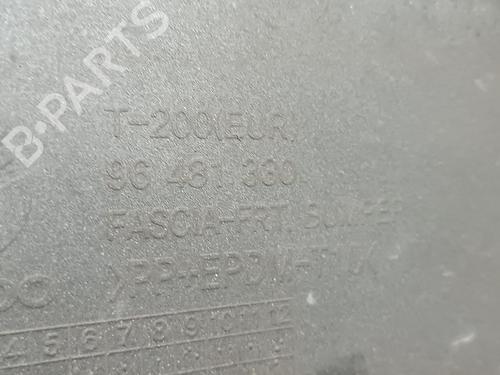 B-PARTS
T-200(EUR)
96 481 330
FASCIA-FRT. BUMPER
>PP+EPDM-T10<
4 5 6 7 8 9 10 11 12